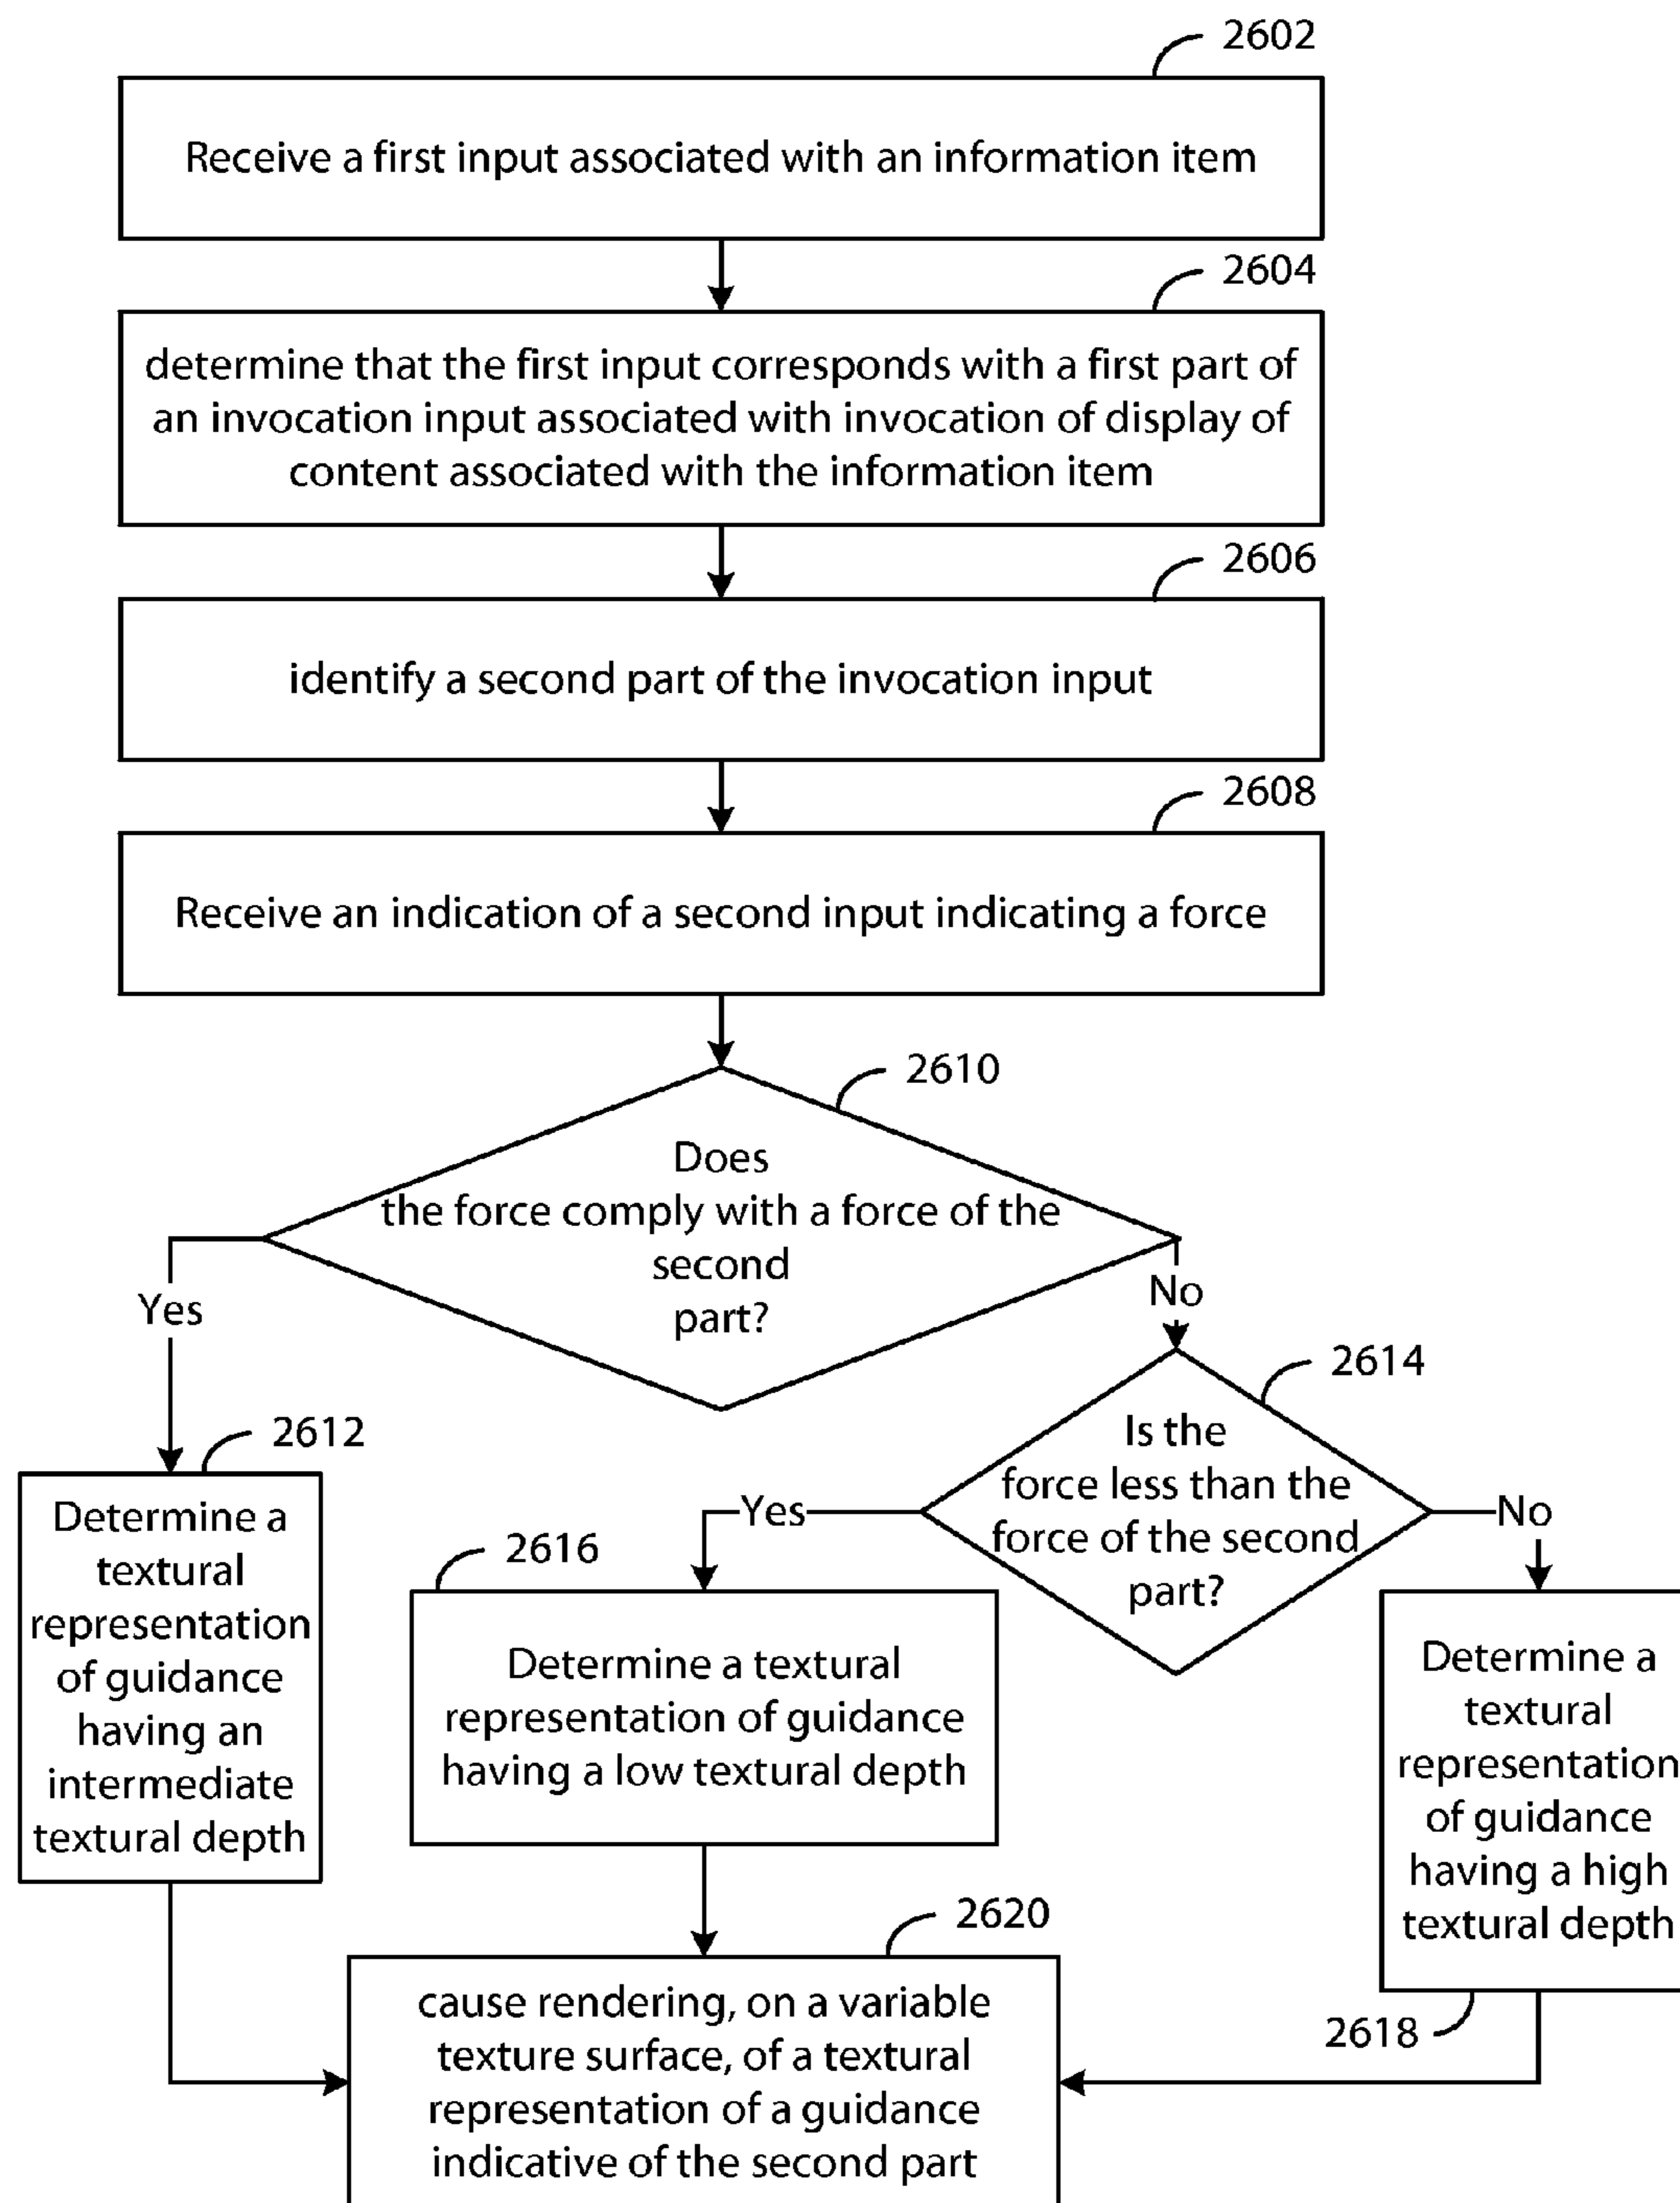 2602
Receive a first input associated with an information item
2604
determine that the first input corresponds with a first part of
an invocation input associated with invocation of display of
content associated with the information item
2606
identify a second part of the invocation input
2608
Receive an indication of a second input indicating a force
2610
Does
the force comply with a force of the
second
part?
Yes
No
2612
Determine a
textural
representation
of guidance
having an
intermediate
textural depth
2614
Is the
force less than the
force of the second
part?
Yes
No
2616
Determine a textural
representation of guidance
having a low textural depth
Determine a
textural
representation
of guidance
having a high
textural depth
2618
2620
cause rendering, on a variable
texture surface, of a textural
representation of a guidance
indicative of the second part